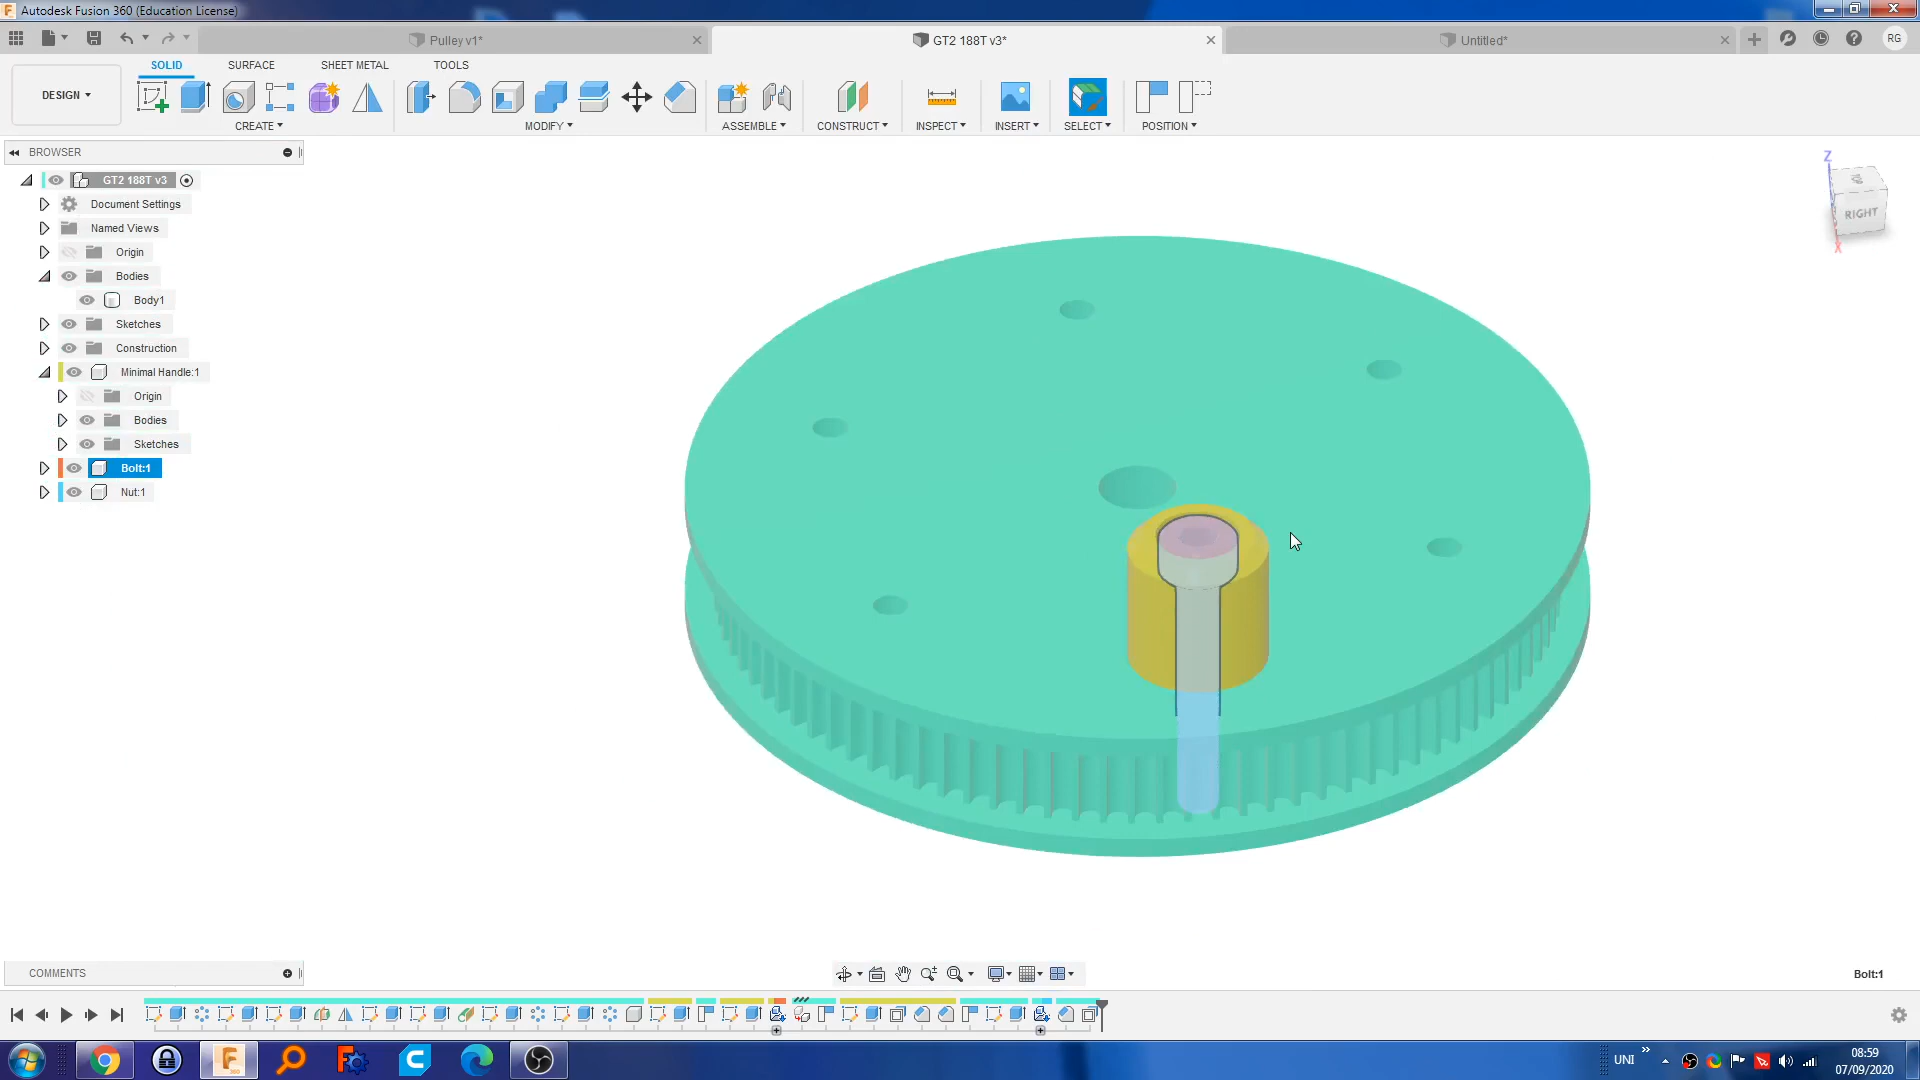 Autodesk Fusion 360 (Education License)
Pulley v1*
GT2 188T v3*
Untitled*
RG
SOLID
SURFACE
SHEET METAL
TOOLS
DESIGN
CREATE
MODIFY
ASSEMBLE
CONSTRUCT
INSPECT
INSERT
SELECT
POSITION
BROWSER
GT2 188T v3
Document Settings
Named Views
Origin
Bodies
Body1
Sketches
Construction
Minimal Handle:1
Origin
Bodies
Sketches
Bolt:1
Nut:1
Z
RIGHT
X
COMMENTS
Bolt:1
UNI
08:59
07/09/2020